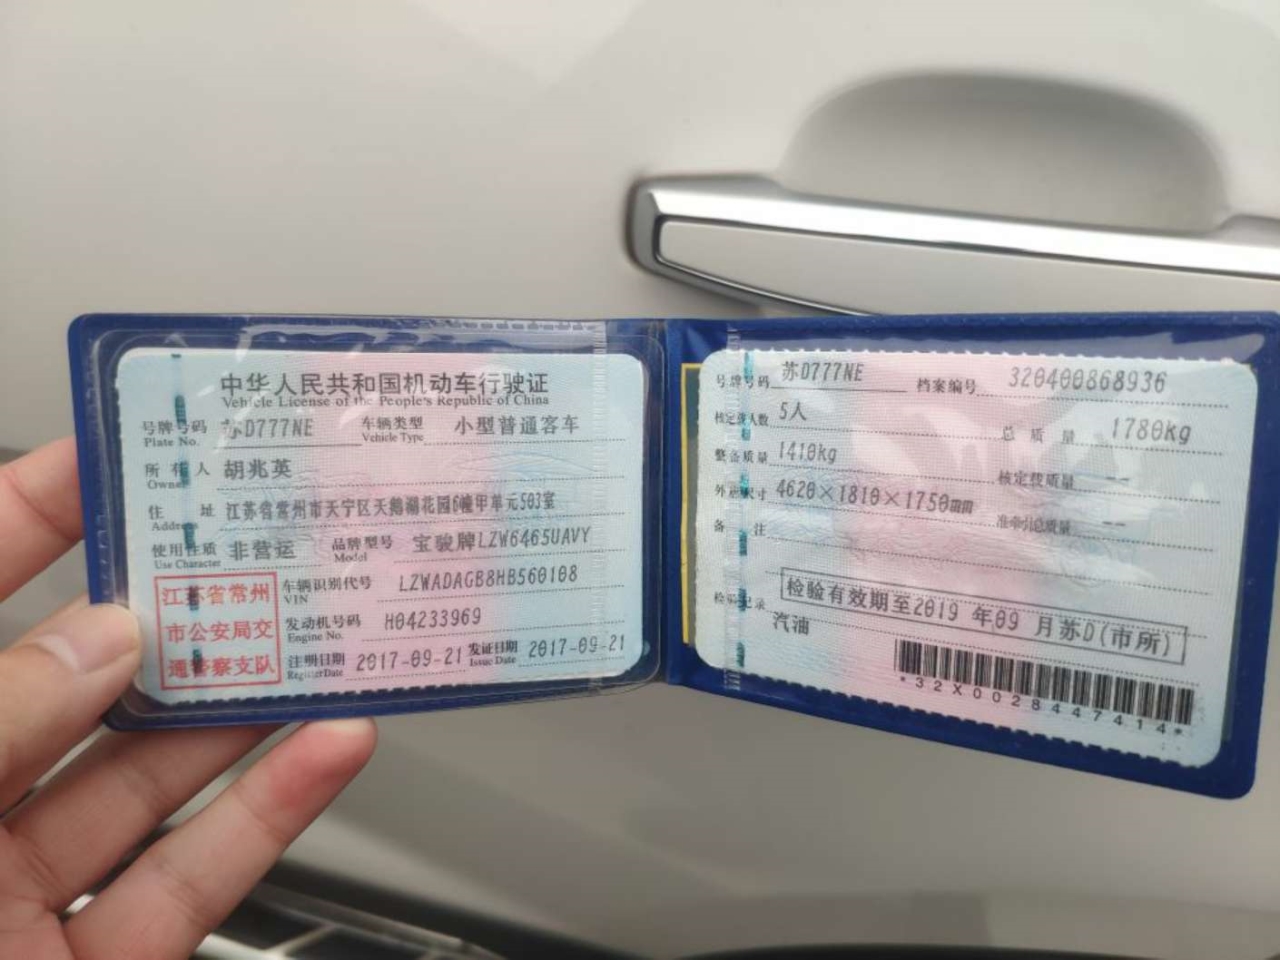 中华人民共和国机动车行驶证
Vehicle License of the People's Republic of China
号牌号码 苏D777NE 车辆类型 小型普通客车
Plate No. Vehicle Type
所有人 胡兆英
Owner
住址 江苏省常州市天宁区天鹅湖花园6幢甲单元503室
Address
使用性质 非营运 品牌型号 宝骏牌LZW6465UAVY
Use Character Model
江苏省常州
市公安局交
通警察支队
车辆识别代号 LZWADAGB8HB560108
VIN
发动机号码 H04233969
Engine No.
注册日期 2017-09-21 发证日期 2017-09-21
Register Date Issue Date
号牌号码 苏D777NE 档案编号 320400868936
核定载人数 5人 总质量 1780kg
整备质量 1410kg 核定载质量 --
外廓尺寸 4620×1810×1750mm 准牵引总质量 --
备注
检验记录 检验有效期至2019年09月苏D(市所)
汽油
*32X0028447414*